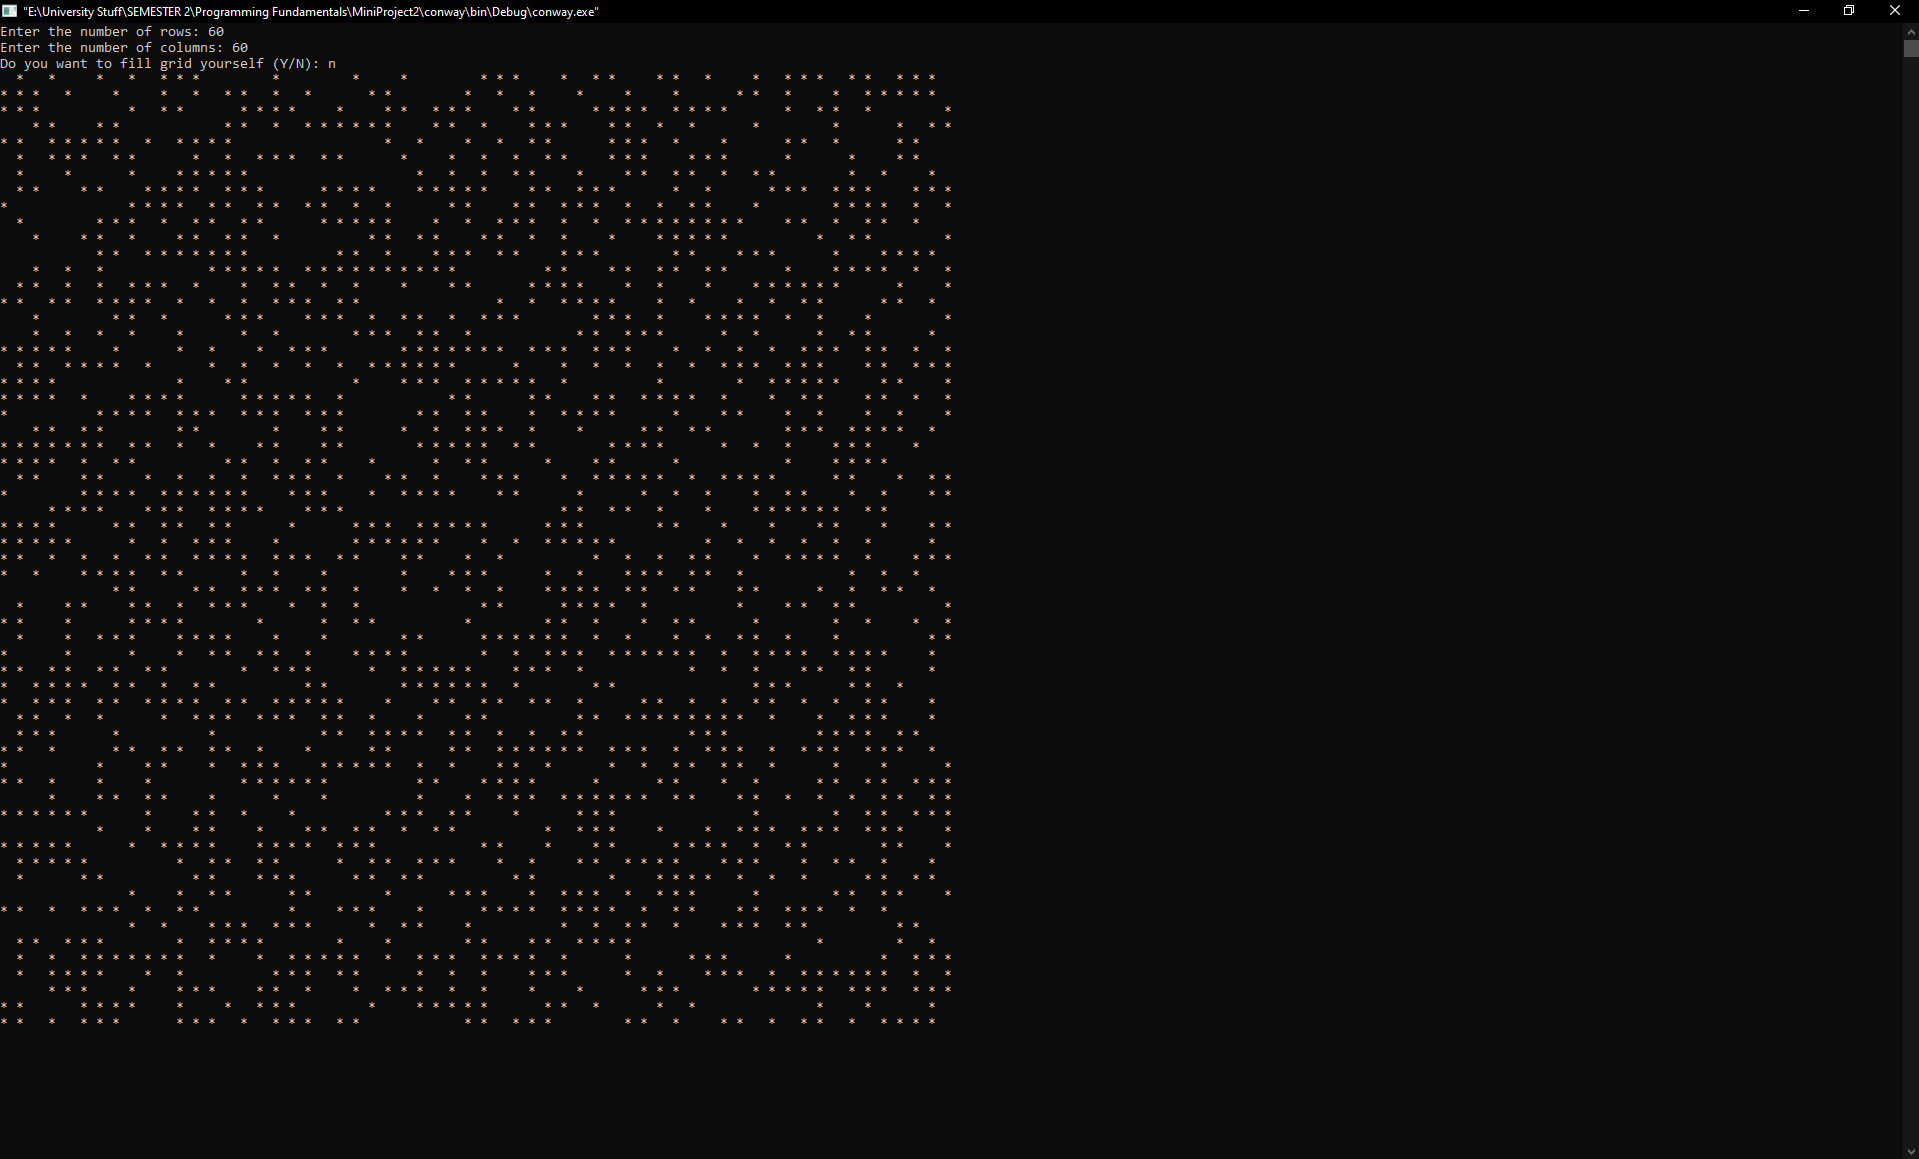 "E:\University Stuff\SEMESTER 2\Programming Fundamentals\MiniProject2\conway\bin\Debug\conway.exe"
Enter the number of rows: 60
Enter the number of columns: 60
Do you want to fill grid yourself (Y/N): n